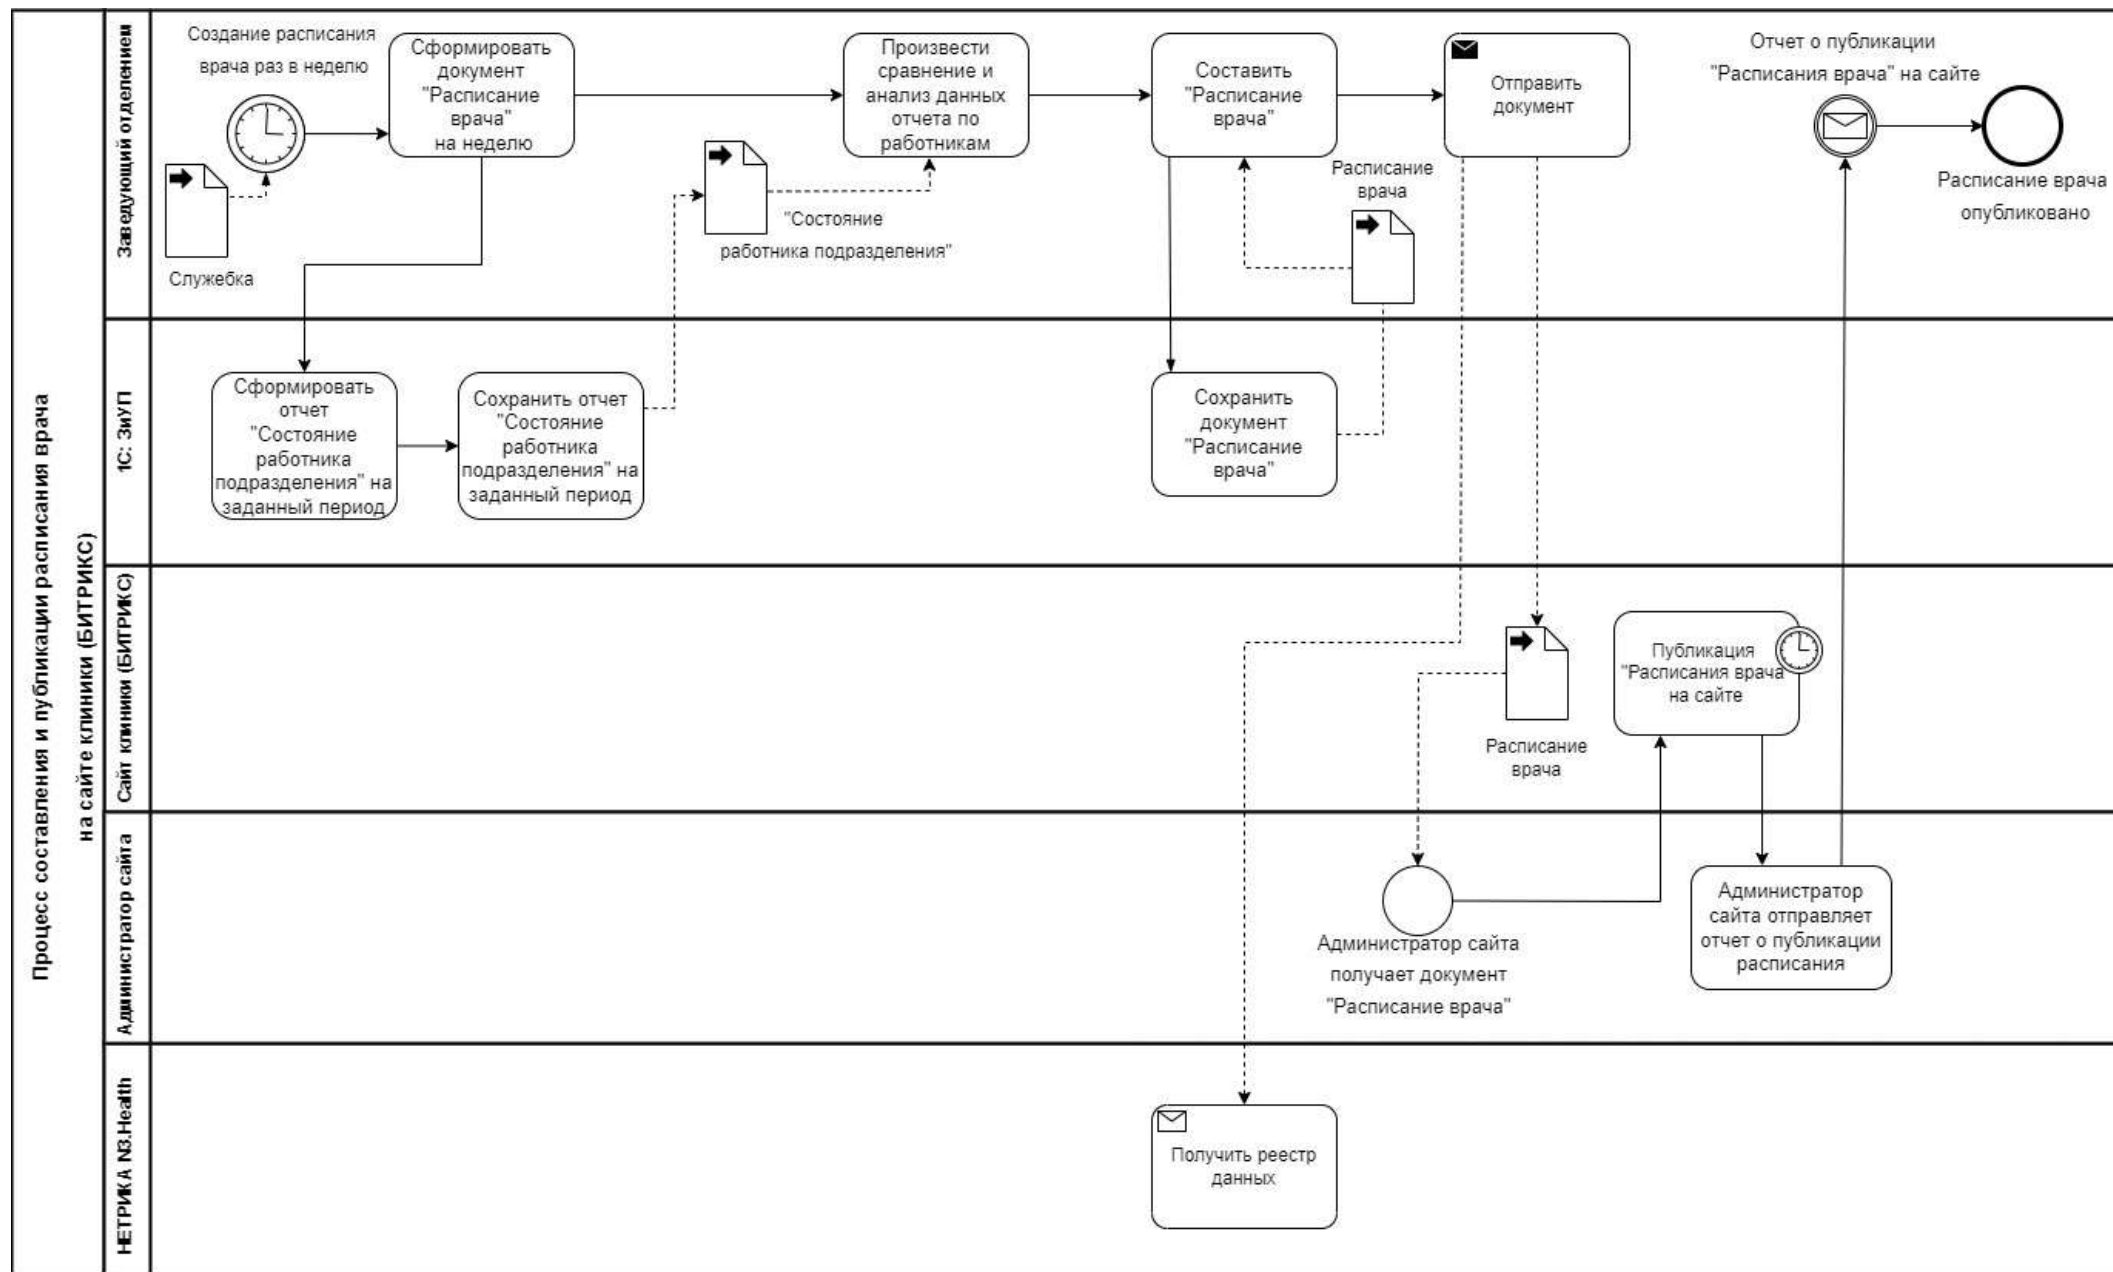 Процесс составления и публикации расписания врача
на сайте клиники (БИТРИКС)
Заведующий отделением
Создание расписания
врача раз в неделю
Служебка
Сформировать
документ
"Расписание
врача"
на неделю
"Состояние
работника подразделения"
Произвести
сравнение и
анализ данных
отчета по
работникам
Составить
"Расписание
врача"
Расписание
врача
Отправить
документ
Отчет о публикации
"Расписания врача" на сайте
Расписание врача
опубликовано
1С: ЗиУП
Сформировать
отчет
"Состояние
работника
подразделения" на
заданный период
Сохранить отчет
"Состояние
работника
подразделения" на
заданный период
Сохранить
документ
"Расписание
врача"
Сайт клиники (БИТРИКС)
Расписание
врача
Публикация
"Расписания врача
на сайте
Администратор сайта
Администратор сайта
получает документ
"Расписание врача"
Администратор
сайта отправляет
отчет о публикации
расписания
НЕТРИКА N3.Health
Получить реестр
данных